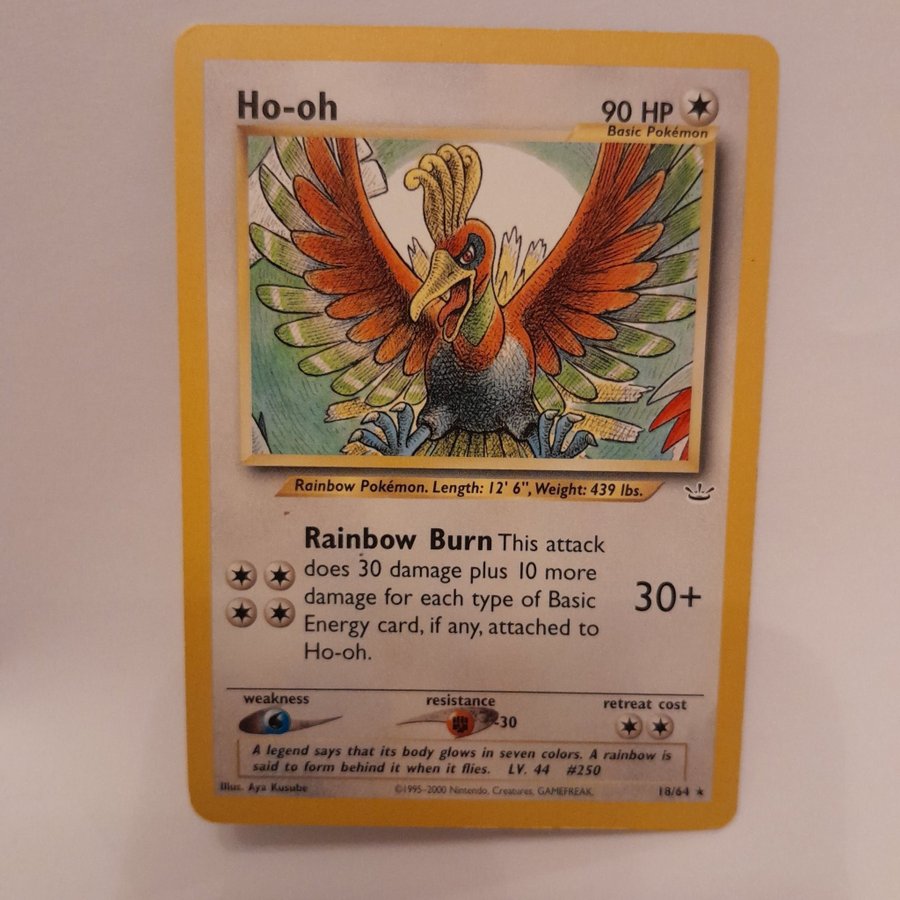 Ho-oh
90 HP
Basic Pokémon
Rainbow Pokémon. Length: 12' 6", Weight: 439 lbs.
Rainbow Burn This attack
does 30 damage plus 10 more
damage for each type of Basic
Energy card, if any, attached to
Ho-oh.
30+
weakness
resistance
-30
retreat cost
A legend says that its body glows in seven colors. A rainbow is
said to form behind it when it flies. LV. 44 #250
Illus. Aya Kusube
©1995-2000 Nintendo, Creatures, GAMEFREAK.
18/64 ★